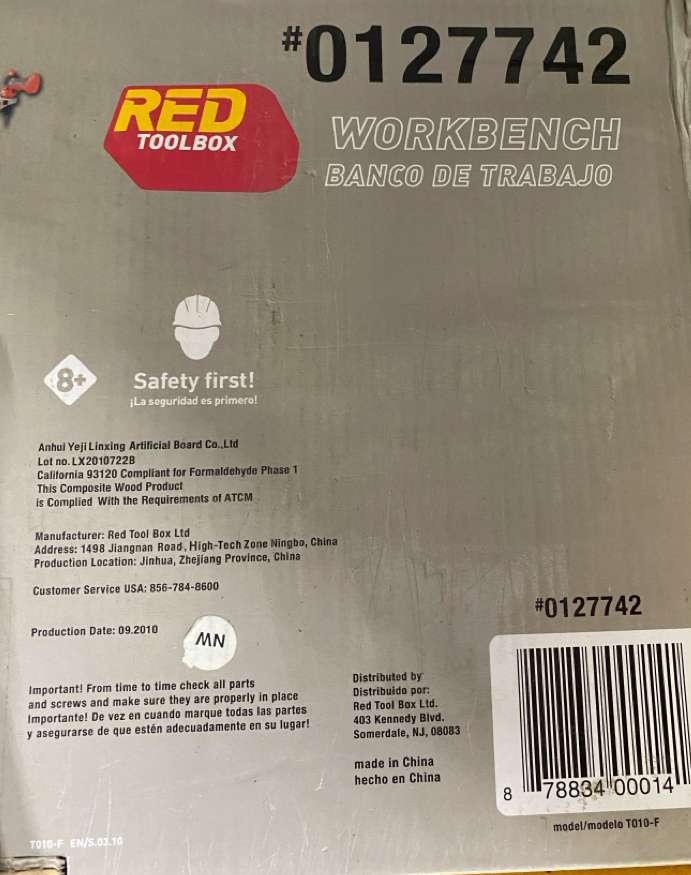 #0127742
RED
TOOLBOX
WORKBENCH
BANCO DE TRABAJO
8+
Safety first!
¡La seguridad es primero!
Anhui Yeji Linxing Artificial Board Co.,Ltd
Lot no. LX2010722B
California 93120 Compliant for Formaldehyde Phase 1
This Composite Wood Product
is Complied With the Requirements of ATCM
Manufacturer: Red Tool Box Ltd
Address: 1498 Jiangnan Road, High-Tech Zone Ningbo, China
Production Location: Jinhua, Zhejiang Province, China
Customer Service USA: 856-784-8600
Production Date: 09.2010
NW
Important! From time to time check all parts
and screws and make sure they are properly in place
Importante! De vez en cuando marque todas las partes
y asegurarse de que estén adecuadamente en su lugar!
Distributed by
Distribuido por:
Red Tool Box Ltd.
403 Kennedy Blvd.
Somerdale, NJ, 08083
made in China
hecho en China
#0127742
8 78834 00014
model/modelo T010-F
T010-F EN/S.03.10